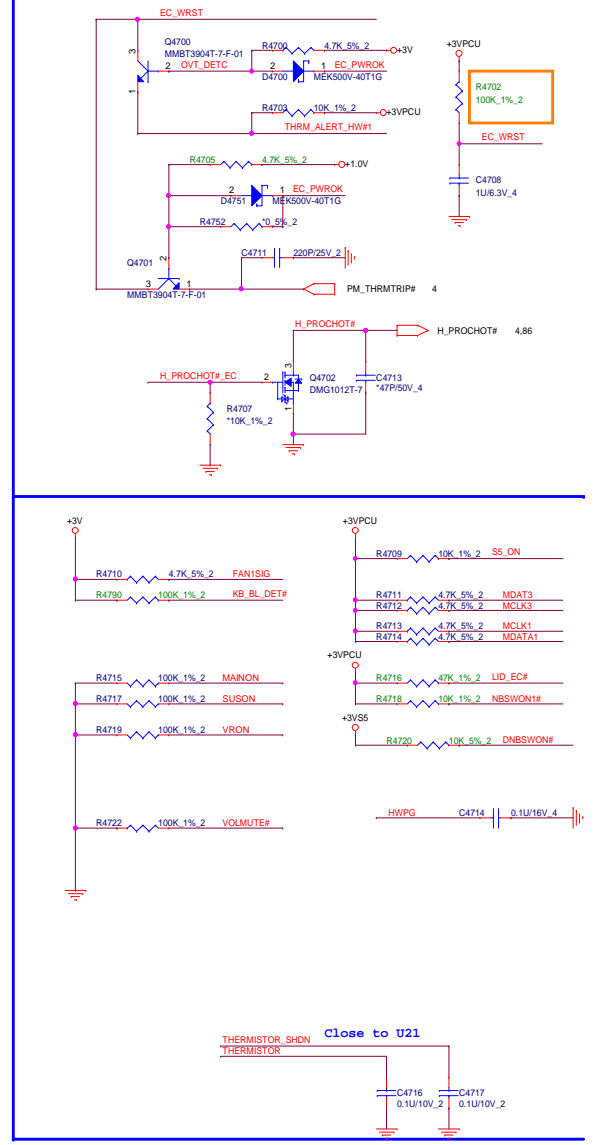 EC_WRST
Q4700
MMBT3904T-7-F-01
3
2
1
OVT_DETC
R4700
4.7K_5%_2
+3V
D4700
2
1
EC_PWROK
MEK500V-40T1G
R4703
10K_1%_2
+3VPCU
THRM_ALERT_HW#1
+3VPCU
R4702
100K_1%_2
EC_WRST
C4708
1U/6.3V_4
R4705
4.7K_5%_2
+1.0V
2
1
EC_PWROK
D4751
MEK500V-40T1G
R4752
*0_5%_2
C4711
220P/25V_2
Q4701
2
3
1
MMBT3904T-7-F-01
PM_THRMTRIP#
4
H_PROCHOT#
H_PROCHOT#
4,86
H_PROCHOT#_EC
2
3
1
Q4702
DMG1012T-7
C4713
*47P/50V_4
R4707
*10K_1%_2
+3V
R4710
4.7K_5%_2
FAN1SIG
R4790
100K_1%_2
KB_BL_DET#
+3VPCU
R4709
10K_1%_2
S5_ON
R4711
4.7K_5%_2
MDAT3
R4712
4.7K_5%_2
MCLK3
R4713
4.7K_5%_2
MCLK1
R4714
4.7K_5%_2
MDATA1
+3VPCU
R4716
47K_1%_2
LID_EC#
R4718
10K_1%_2
NBSWON1#
+3VS5
R4720
10K_5%_2
DNBSWON#
R4715
100K_1%_2
MAINON
R4717
100K_1%_2
SUSON
R4719
100K_1%_2
VRON
R4722
100K_1%_2
VOLMUTE#
HWPG
C4714
0.1U/16V_4
Close to U21
THERMISTOR_SHDN
THERMISTOR
C4716
0.1U/10V_2
C4717
0.1U/10V_2